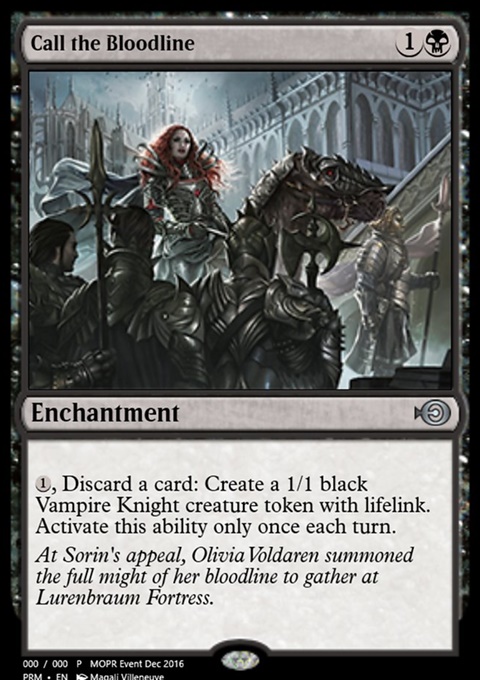 Call the Bloodline 1
Enchantment
1, Discard a card: Create a 1/1 black
Vampire Knight creature token with lifelink.
Activate this ability only once each turn.
At Sorin's appeal, Olivia Voldaren summoned
the full might of her bloodline to gather at
Lurenbraum Fortress.
000 / 000 P MOPR Event Dec 2016
PRM • EN Magali Villeneuve